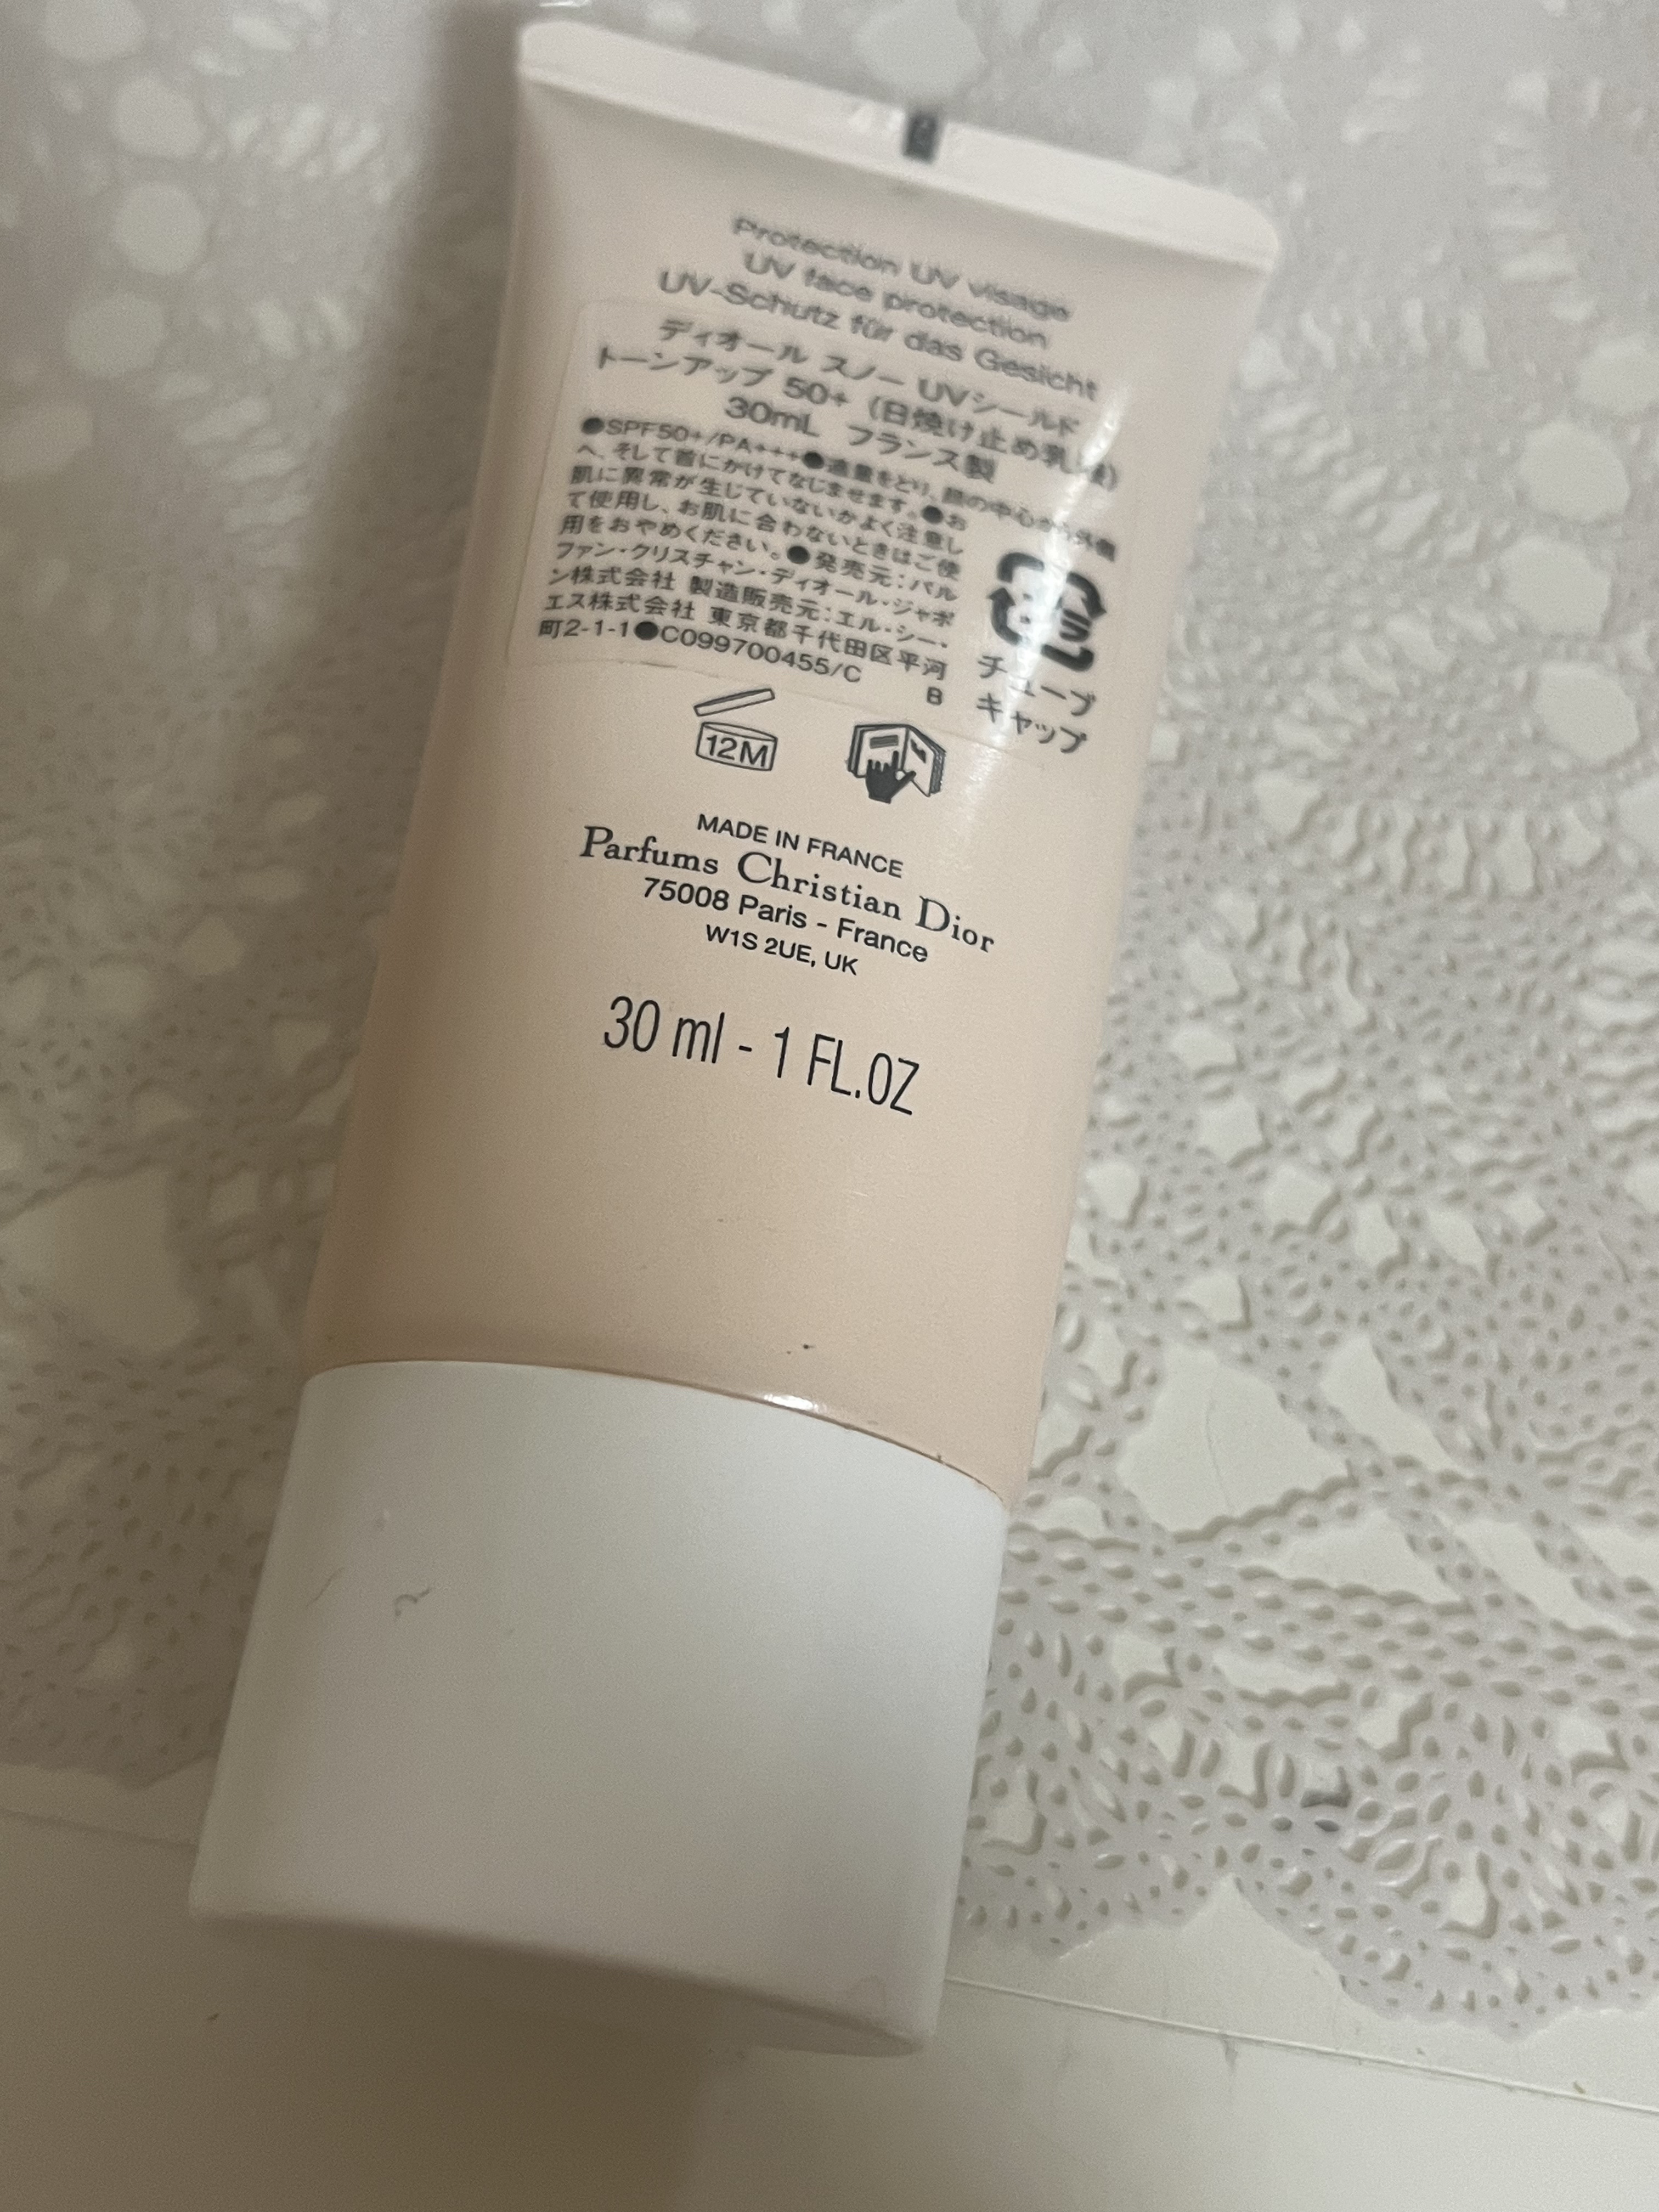 Protection UV visage
UV face protection
UV-Schutz für das Gesicht
ディオール スノー UVシールド
トーンアップ 50+ (日焼け止め乳液)
30mL フランス製
●SPF50+/PA+++●適量をとり、顔の中心から外側
へ、そして首にかけてなじませます。●お
肌に異常が生じていないかよく注意し
て使用し、お肌に合わないときはご使
用をおやめください。●発売元:パル
ファン・クリスチャン・ディオール・ジャポ
ン株式会社 製造販売元:エル・シー・
エス株式会社 東京都千代田区平河
町2-1-1●C099700455/C B
プラ
チューブ
キャップ
12M
MADE IN FRANCE
Parfums Christian Dior
75008 Paris - France
W1S 2UE, UK
30 ml - 1 FL.OZ